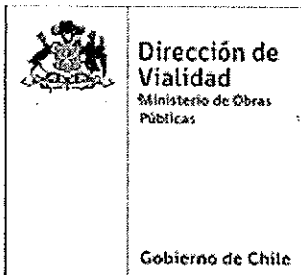 Dirección de
Vialidad
Ministerio de Obras
Públicas
Gobierno de Chile